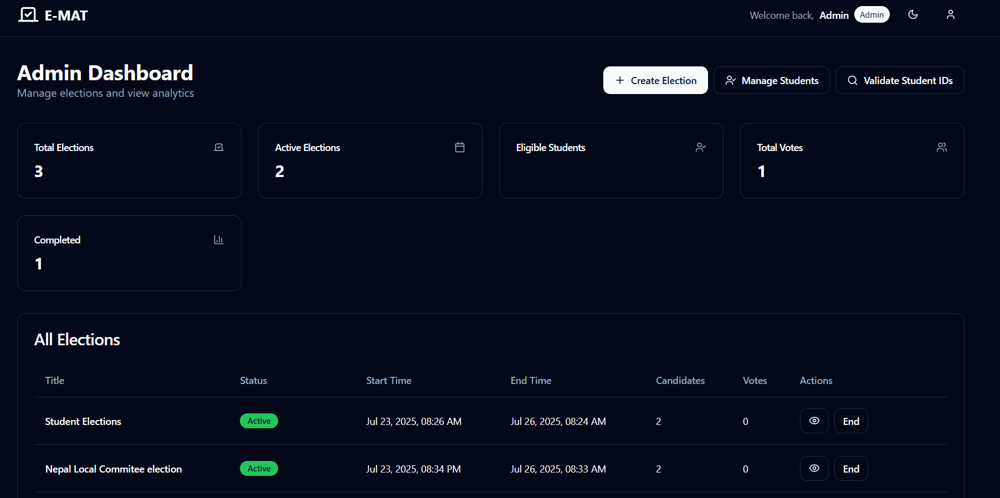 E-MAT
Welcome back, Admin Admin
Admin Dashboard
Manage elections and view analytics
Create Election
Manage Students
Validate Student IDs
Total Elections
3
Active Elections
2
Eligible Students
Total Votes
1
Completed
1
All Elections
Title Status Start Time End Time Candidates Votes Actions
Student Elections Active Jul 23, 2025, 08:26 AM Jul 26, 2025, 08:24 AM 2 0 End
Nepal Local Commitee election Active Jul 23, 2025, 08:34 PM Jul 26, 2025, 08:33 AM 2 0 End